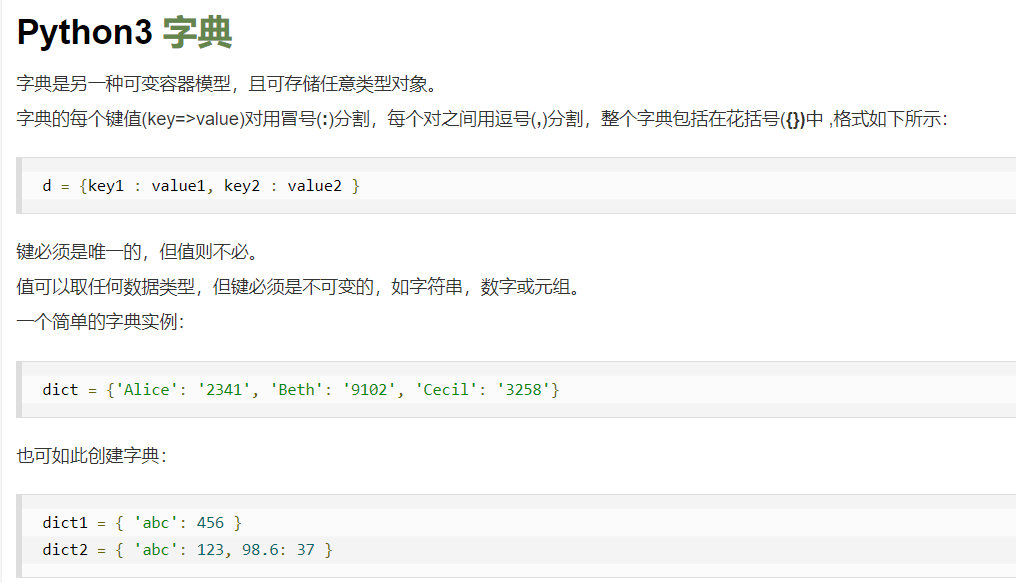 Python3 字典
字典是另一种可变容器模型，且可存储任意类型对象。
字典的每个键值(key=>value)对用冒号(:)分割，每个对之间用逗号(,)分割，整个字典包括在花括号({})中 ,格式如下所示：
d = {key1 : value1, key2 : value2 }
键必须是唯一的，但值则不必。
值可以取任何数据类型，但键必须是不可变的，如字符串，数字或元组。
一个简单的字典实例：
dict = {'Alice': '2341', 'Beth': '9102', 'Cecil': '3258'}
也可如此创建字典：
dict1 = { 'abc': 456 }
dict2 = { 'abc': 123, 98.6: 37 }